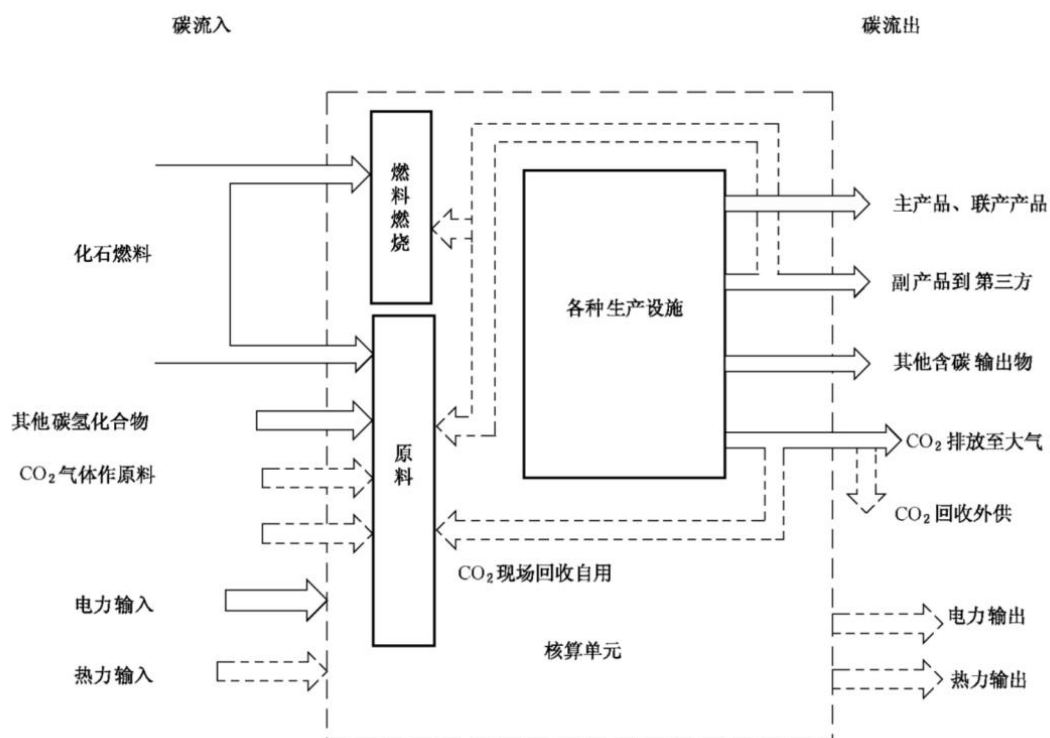 碳流入
碳流出
燃料燃烧
化石燃料
原料
其他碳氢化合物
CO₂气体作原料
电力输入
热力输入
各种生产设施
主产品、联产产品
副产品到第三方
其他含碳输出物
CO₂排放至大气
CO₂回收外供
CO₂现场回收自用
核算单元
电力输出
热力输出